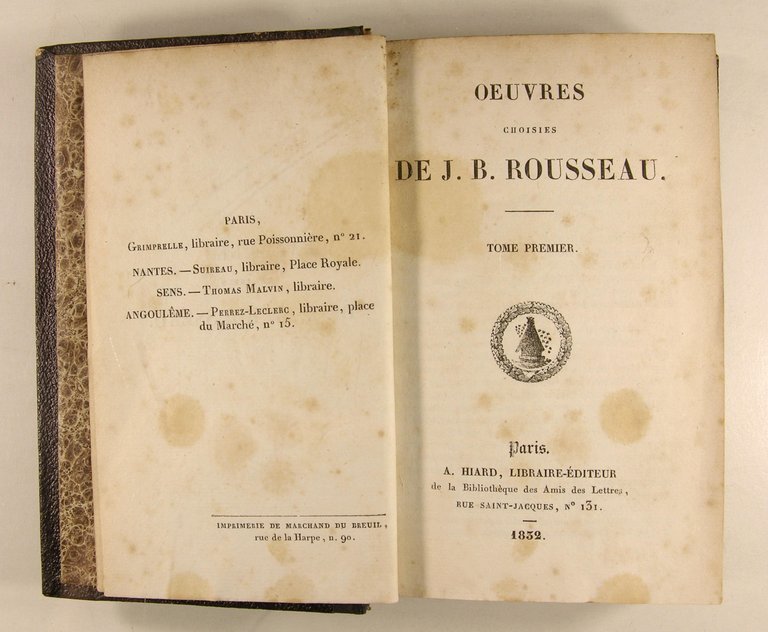 PARIS,
GRIMPRELLE, libraire, rue Poissonnière, n° 21.
NANTES. — SUIREAU, libraire, Place Royale.
SENS. — THOMAS MALVIN, libraire.
ANGOULÊME. — PERREZ-LECLERC, libraire, place
du Marché, n° 15.
IMPRIMERIE DE MARCHAND DU BREUIL,
rue de la Harpe, n. 90.
OEUVRES
CHOISIES
DE J. B. ROUSSEAU.
TOME PREMIER.
Paris.
A. HIARD, LIBRAIRE-ÉDITEUR
de la Bibliothèque des Amis des Lettres,
RUE SAINT-JACQUES, N° 131.
1832.